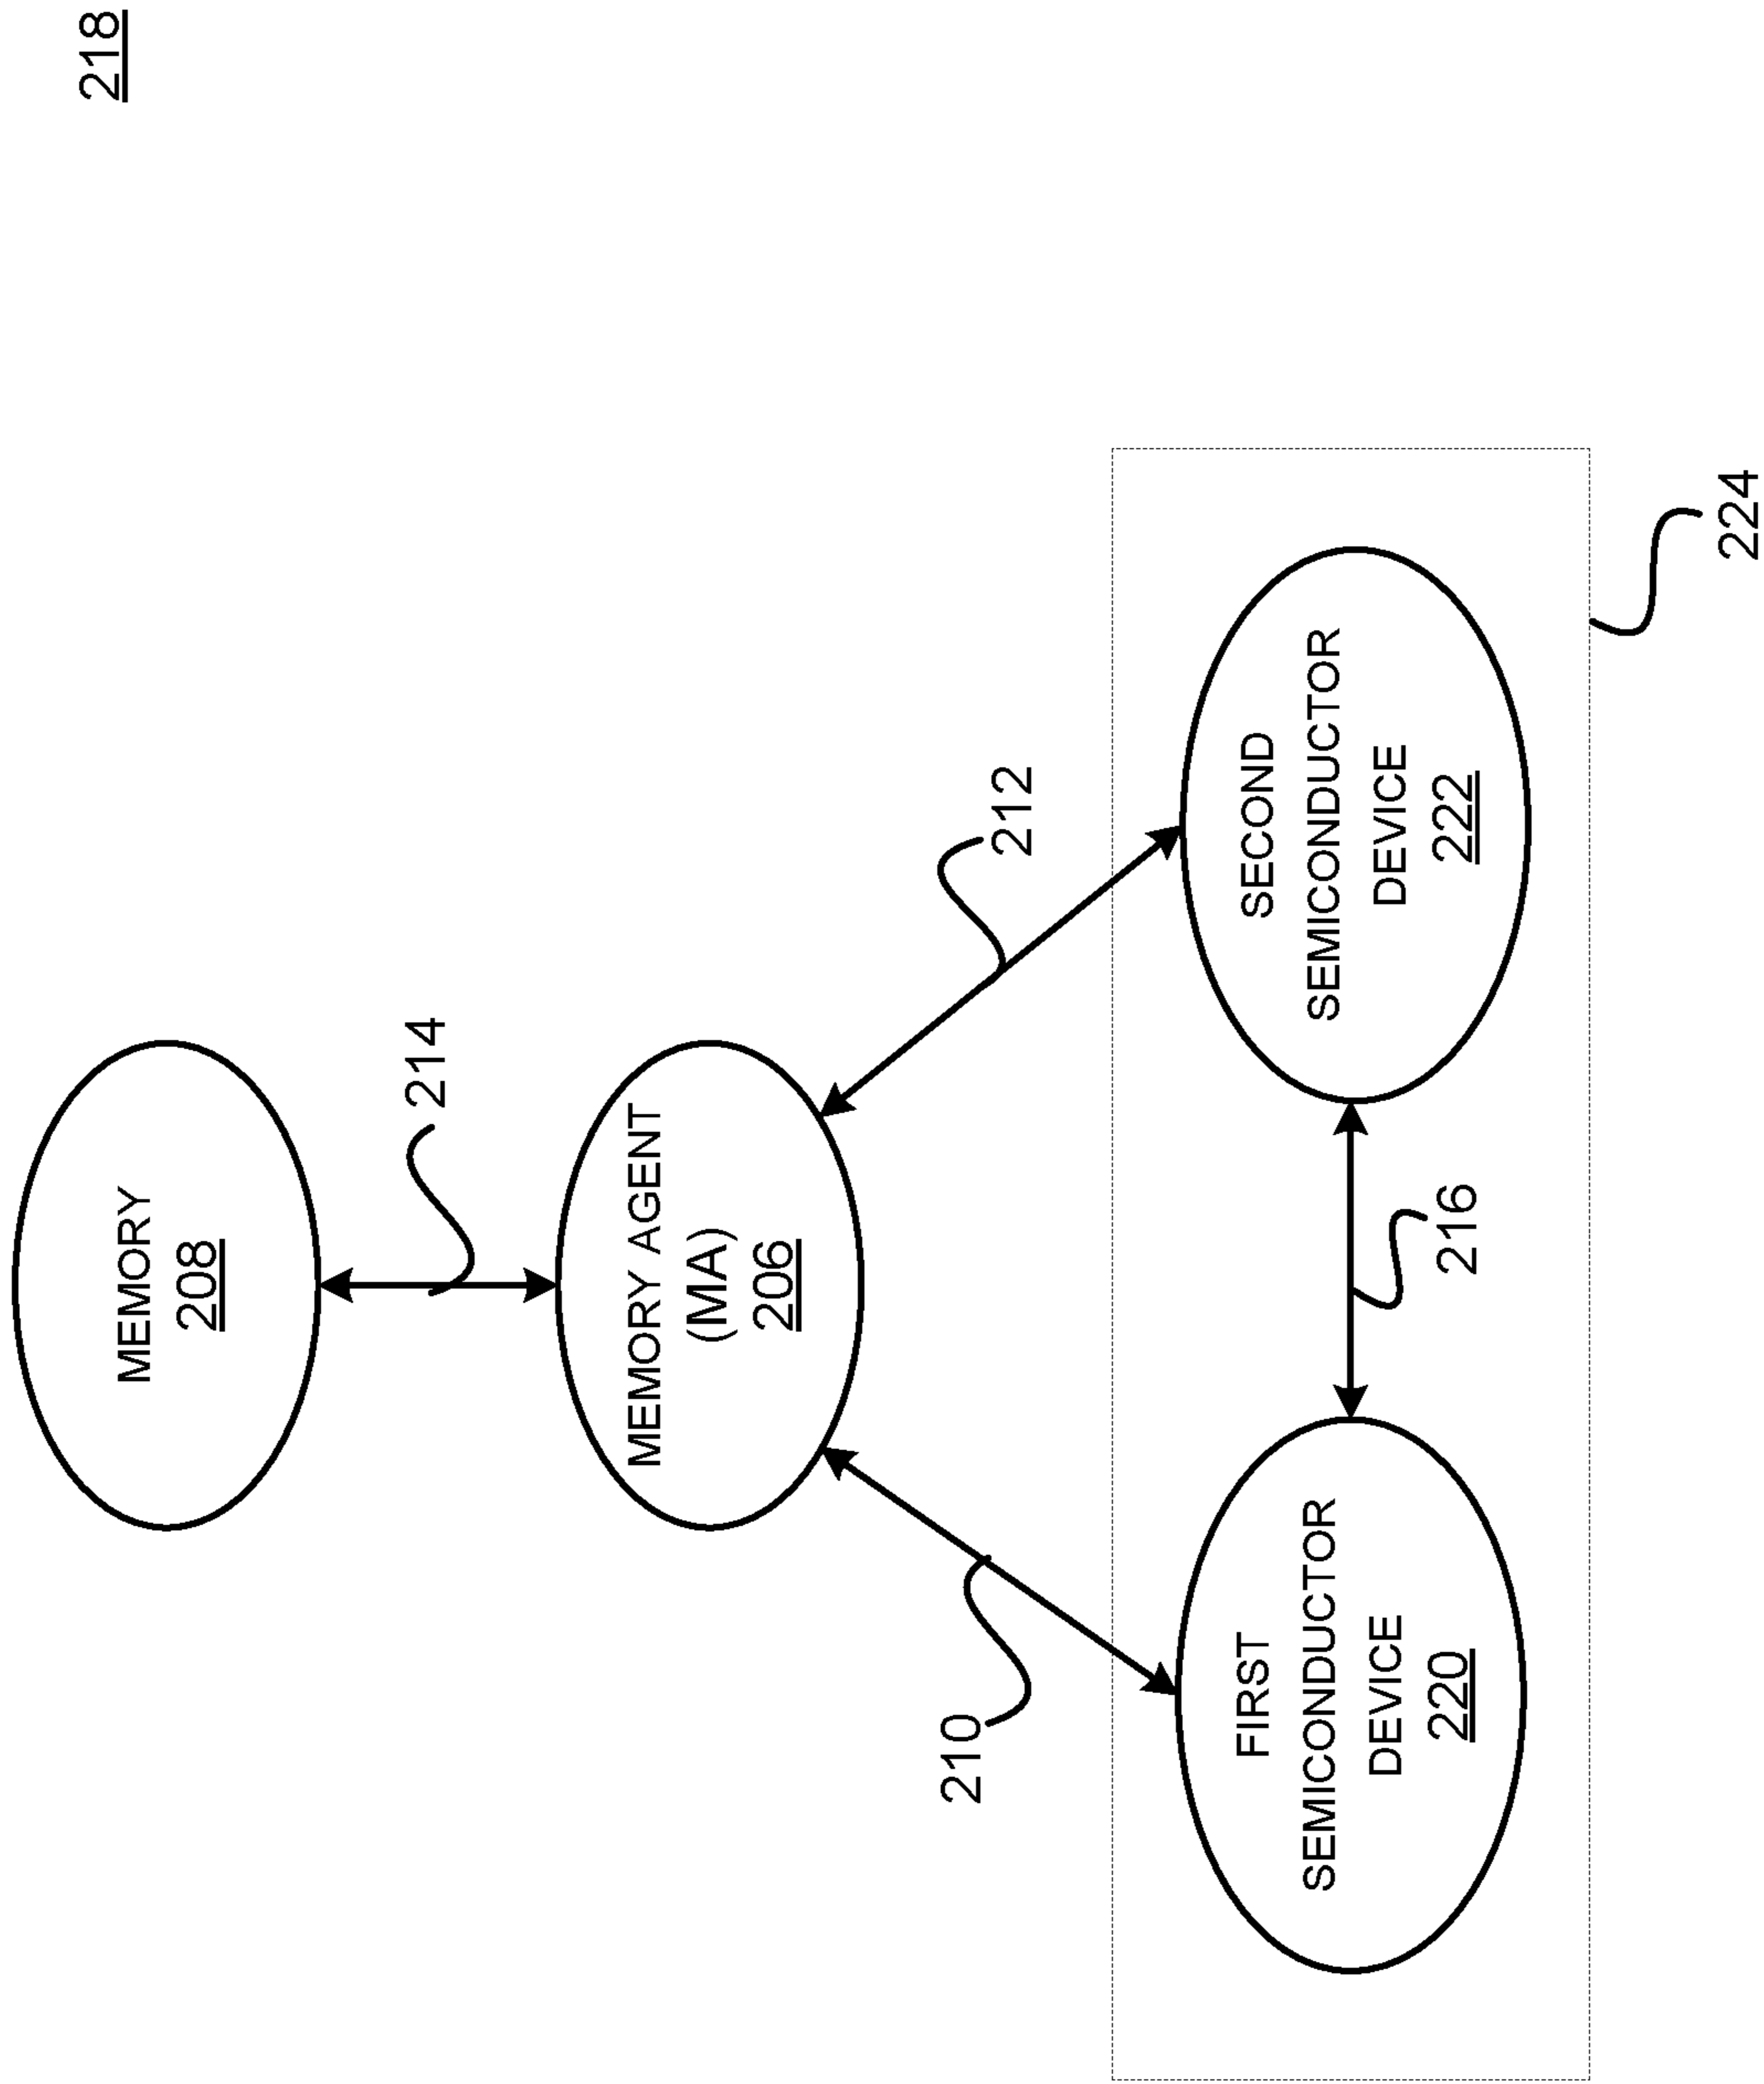 218
MEMORY
208
214
MEMORY AGENT
(MA)
206
210
212
FIRST
SEMICONDUCTOR
DEVICE
220
216
SECOND
SEMICONDUCTOR
DEVICE
222
224